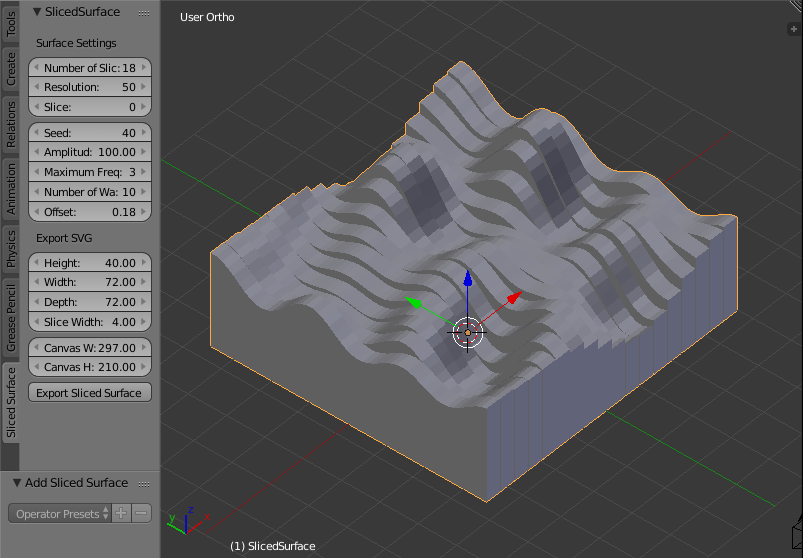 Tools
Create
Relations
Animation
Physics
Grease Pencil
Sliced Surface
SlicedSurface
Surface Settings
Number of Slic: 18
Resolution: 50
Slice: 0
Seed: 40
Amplitud: 100.00
Maximum Freq: 3
Number of Wa: 10
Offset: 0.18
Export SVG
Height: 40.00
Width: 72.00
Depth: 72.00
Slice Width: 4.00
Canvas W: 297.00
Canvas H: 210.00
Export Sliced Surface
Add Sliced Surface
Operator Presets
User Ortho
z
y
x
(1) SlicedSurface